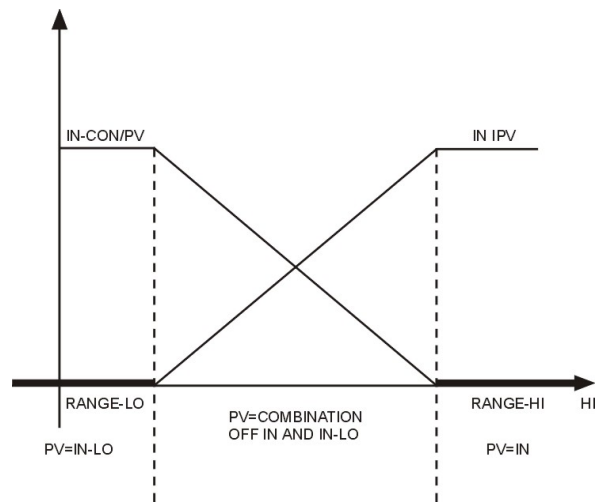 IN-CON/PV
IN IPV
RANGE-LO
RANGE-HI
HI
PV=COMBINATION
OFF IN AND IN-LO
PV=IN-LO
PV=IN